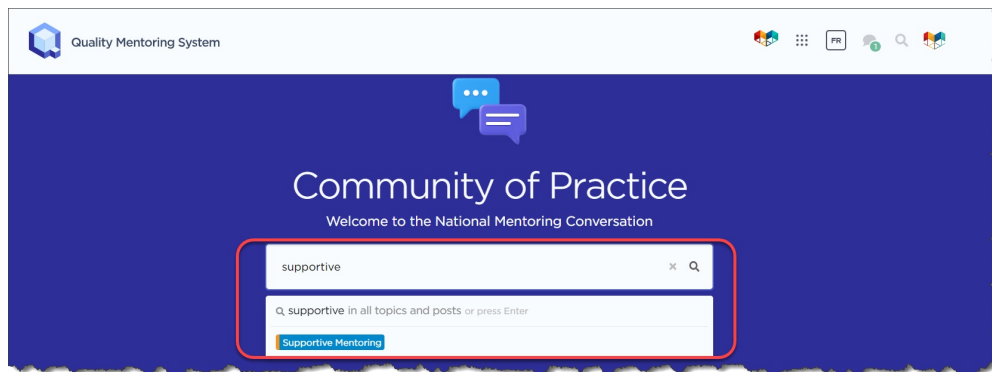 Quality Mentoring System
FR
1
Community of Practice
Welcome to the National Mentoring Conversation
supportive
supportive in all topics and posts or press Enter
Supportive Mentoring